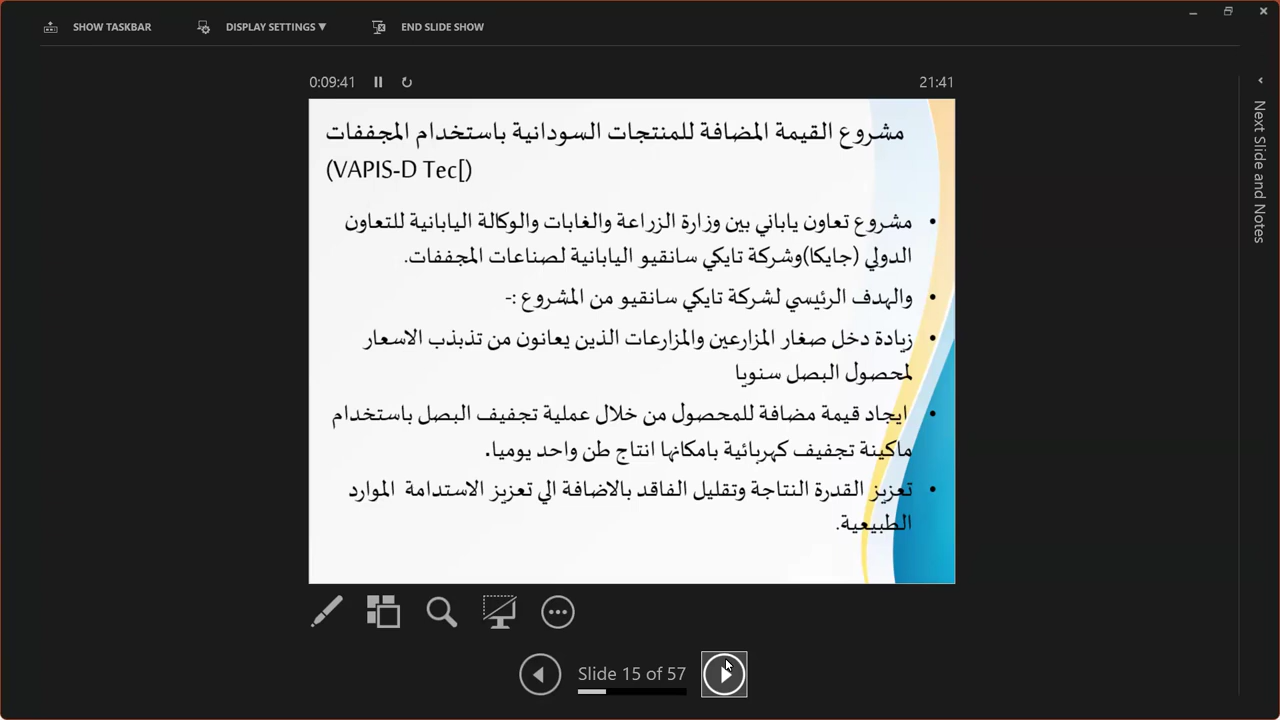 SHOW TASKBAR
DISPLAY SETTINGS ▼
END SLIDE SHOW
0:09:41
21:41
مشروع القيمة المضافة للمنتجات السودانية باستخدام المجففات
(VAPIS-D Tec[)
• مشروع تعاون ياباني بين وزارة الزراعة والغابات والوكالة اليابانية للتعاون
الدولي (جايكا)وشركة تايكي سانقيو اليابانية لصناعات المجففات.
• والهدف الرئيسي لشركة تايكي سانقيو من المشروع :-
• زيادة دخل صغار المزارعين والمزارعات الذين يعانون من تذبذب الاسعار
لمحصول البصل سنويا
• ايجاد قيمة مضافة للمحصول من خلال عملية تجفيف البصل باستخدام
ماكينة تجفيف كهربائية بامكانها انتاج طن واحد يوميا.
• تعزيز القدرة النتاجة وتقليل الفاقد بالاضافة الي تعزيز الاستدامة الموارد
الطبيعية.
Slide 15 of 57
Next Slide and Notes